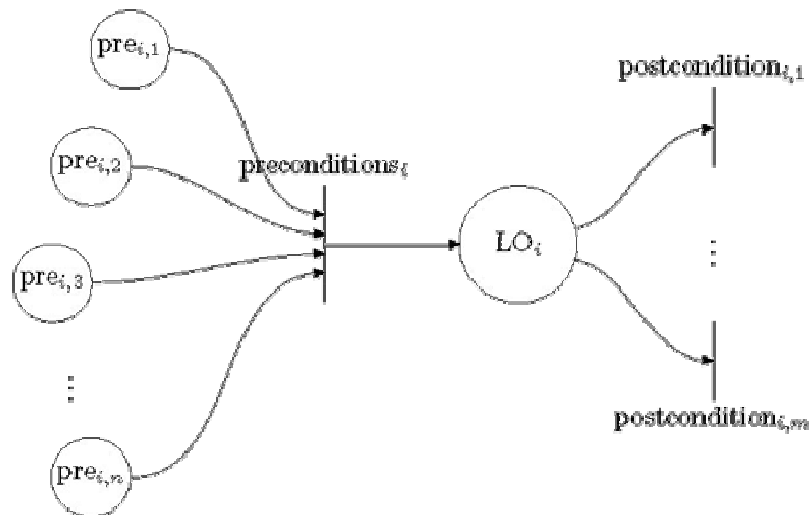 pre_{i,1}
postcondition_{i,1}
pre_{i,2}
preconditions_i
LO_i
⋮
pre_{i,3}
⋮
postcondition_{i,m}
pre_{i,n}